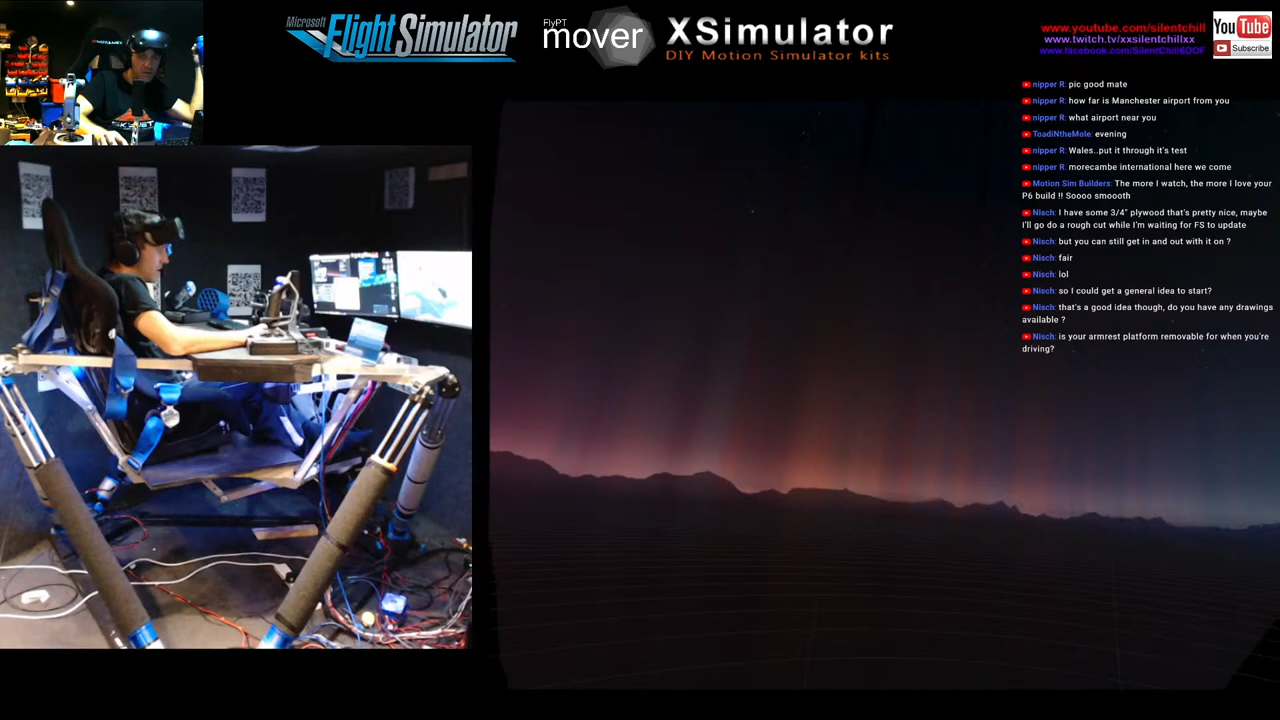 Microsoft
FlightSimulator
FlyPT
mover
XSimulator
DIY Motion Simulator kits
www.youtube.com/silentchill
www.twitch.tv/xxsilentchillxx
www.facebook.com/SilentChill6DOF
YouTube
Subscribe
nipper R: pic good mate
nipper R: how far is Manchester airport from you
nipper R: what airport near you
ToadiNtheMole: evening
nipper R: Wales..put it through it's test
nipper R: morecambe international here we come
Motion Sim Builders: The more I watch, the more I love your
P6 build !! Soooo smoooth
Nisch: I have some 3/4" plywood that's pretty nice, maybe
I'll go do a rough cut while I'm waiting for FS to update
Nisch: but you can still get in and out with it on ?
Nisch: fair
Nisch: lol
Nisch: so I could get a general idea to start?
Nisch: that's a good idea though, do you have any drawings
available ?
Nisch: is your armrest platform removable for when you're
driving?